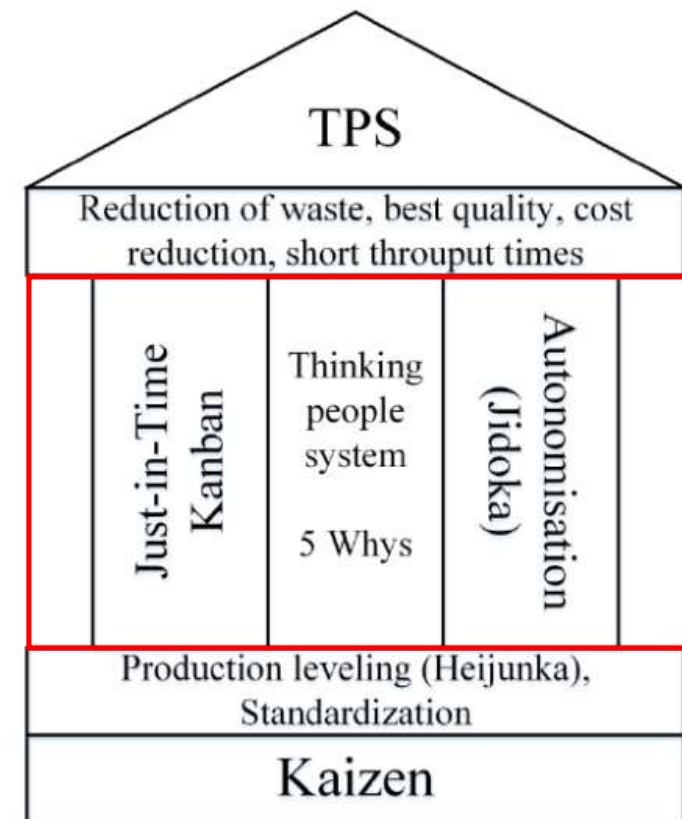 TPS
Reduction of waste, best quality, cost
reduction, short throuput times
Just-in-Time
Kanban
Thinking
people
system
5 Whys
Autonomisation
(Jidoka)
Production leveling (Heijunka),
Standardization
Kaizen